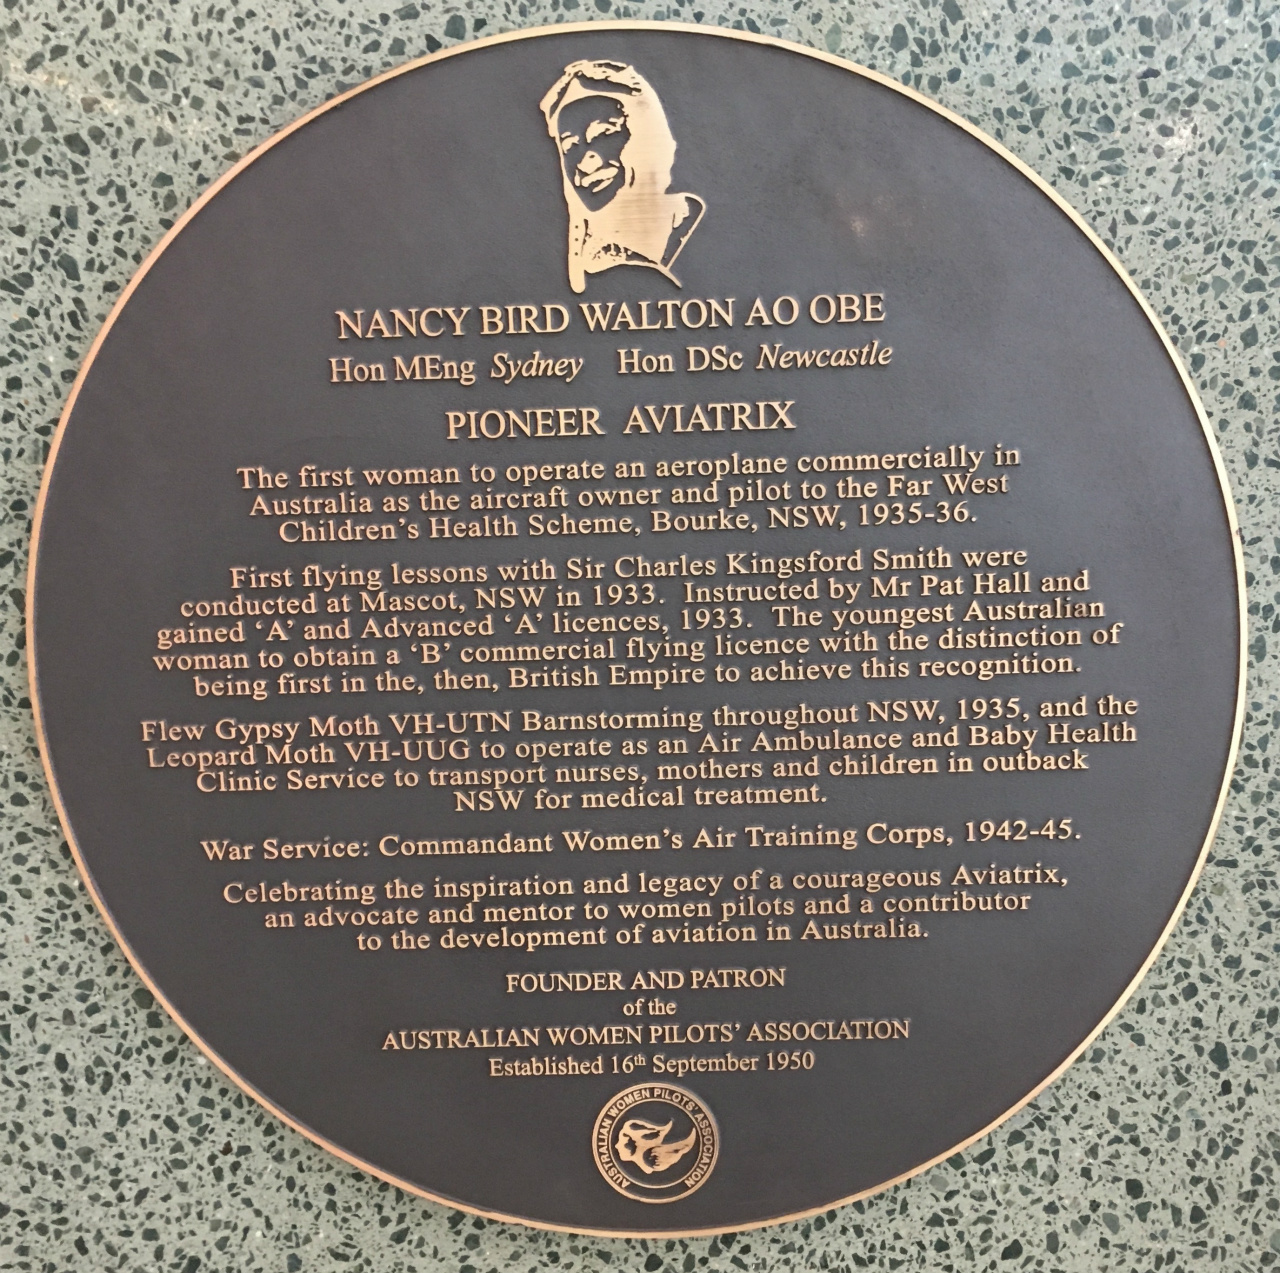 NANCY BIRD WALTON AO OBE
Hon MEng Sydney Hon DSc Newcastle
PIONEER AVIATRIX
The first woman to operate an aeroplane commercially in
Australia as the aircraft owner and pilot to the Far West
Children's Health Scheme, Bourke, NSW, 1935-36.
First flying lessons with Sir Charles Kingsford Smith were
conducted at Mascot, NSW in 1933. Instructed by Mr Pat Hall and
gained 'A' and Advanced 'A' licences, 1933. The youngest Australian
woman to obtain a 'B' commercial flying licence with the distinction of
being first in the, then, British Empire to achieve this recognition.
Flew Gypsy Moth VH-UTN Barnstorming throughout NSW, 1935, and the
Leopard Moth VH-UUG to operate as an Air Ambulance and Baby Health
Clinic Service to transport nurses, mothers and children in outback
NSW for medical treatment.
War Service: Commandant Women's Air Training Corps, 1942-45.
Celebrating the inspiration and legacy of a courageous Aviatrix,
an advocate and mentor to women pilots and a contributor
to the development of aviation in Australia.
FOUNDER AND PATRON
of the
AUSTRALIAN WOMEN PILOTS' ASSOCIATION
Established 16th September 1950
AUSTRALIAN WOMEN PILOTS' ASSOCIATION